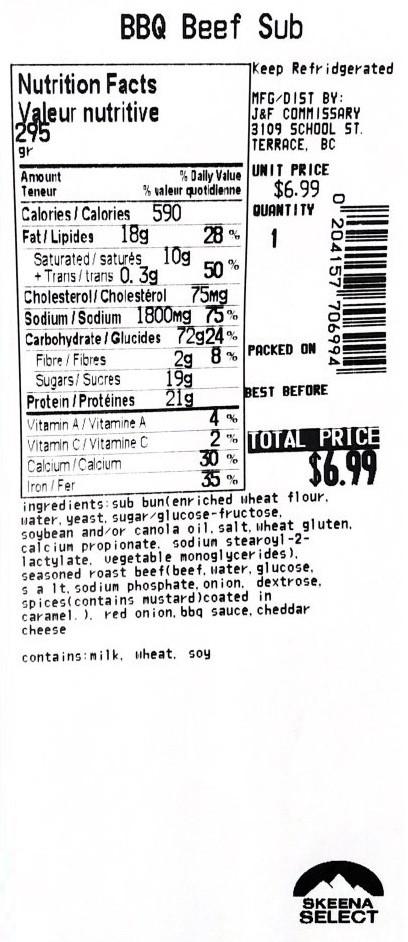 BBQ Beef Sub
Nutrition Facts
Valeur nutritive
295
gr
Amount % Daily Value
Teneur % valeur quotidienne
Calories / Calories 590
Fat / Lipides 18g 28 %
Saturated / saturés 10g
+ Trans / trans 0.3g 50 %
Cholesterol / Cholestérol 75mg
Sodium / Sodium 1800mg 75 %
Carbohydrate / Glucides 72g 24 %
Fibre / Fibres 2g 8 %
Sugars / Sucres 19g
Protein / Protéines 21g
Vitamin A / Vitamine A 4 %
Vitamin C / Vitamine C 2 %
Calcium / Calcium 30 %
Iron / Fer 35 %
Keep Refridgerated
MFG/DIST BY:
J&F COMMISSARY
3109 SCHOOL ST.
TERRACE, BC
UNIT PRICE
$6.99
QUANTITY
1
0 204157 706994
PACKED ON
BEST BEFORE
TOTAL PRICE
$6.99
ingredients:sub bun(enriched wheat flour,
water, yeast, sugar/glucose-fructose,
soybean and/or canola oil, salt, wheat gluten,
calcium propionate, sodium stearoyl-2-
lactylate, vegetable monoglycerides),
seasoned roast beef(beef, water, glucose,
s a lt, sodium phosphate, onion, dextrose,
spices(contains mustard)coated in
caramel. ), red onion, bbq sauce, cheddar
cheese
contains:milk, wheat, soy
SKEENA
SELECT